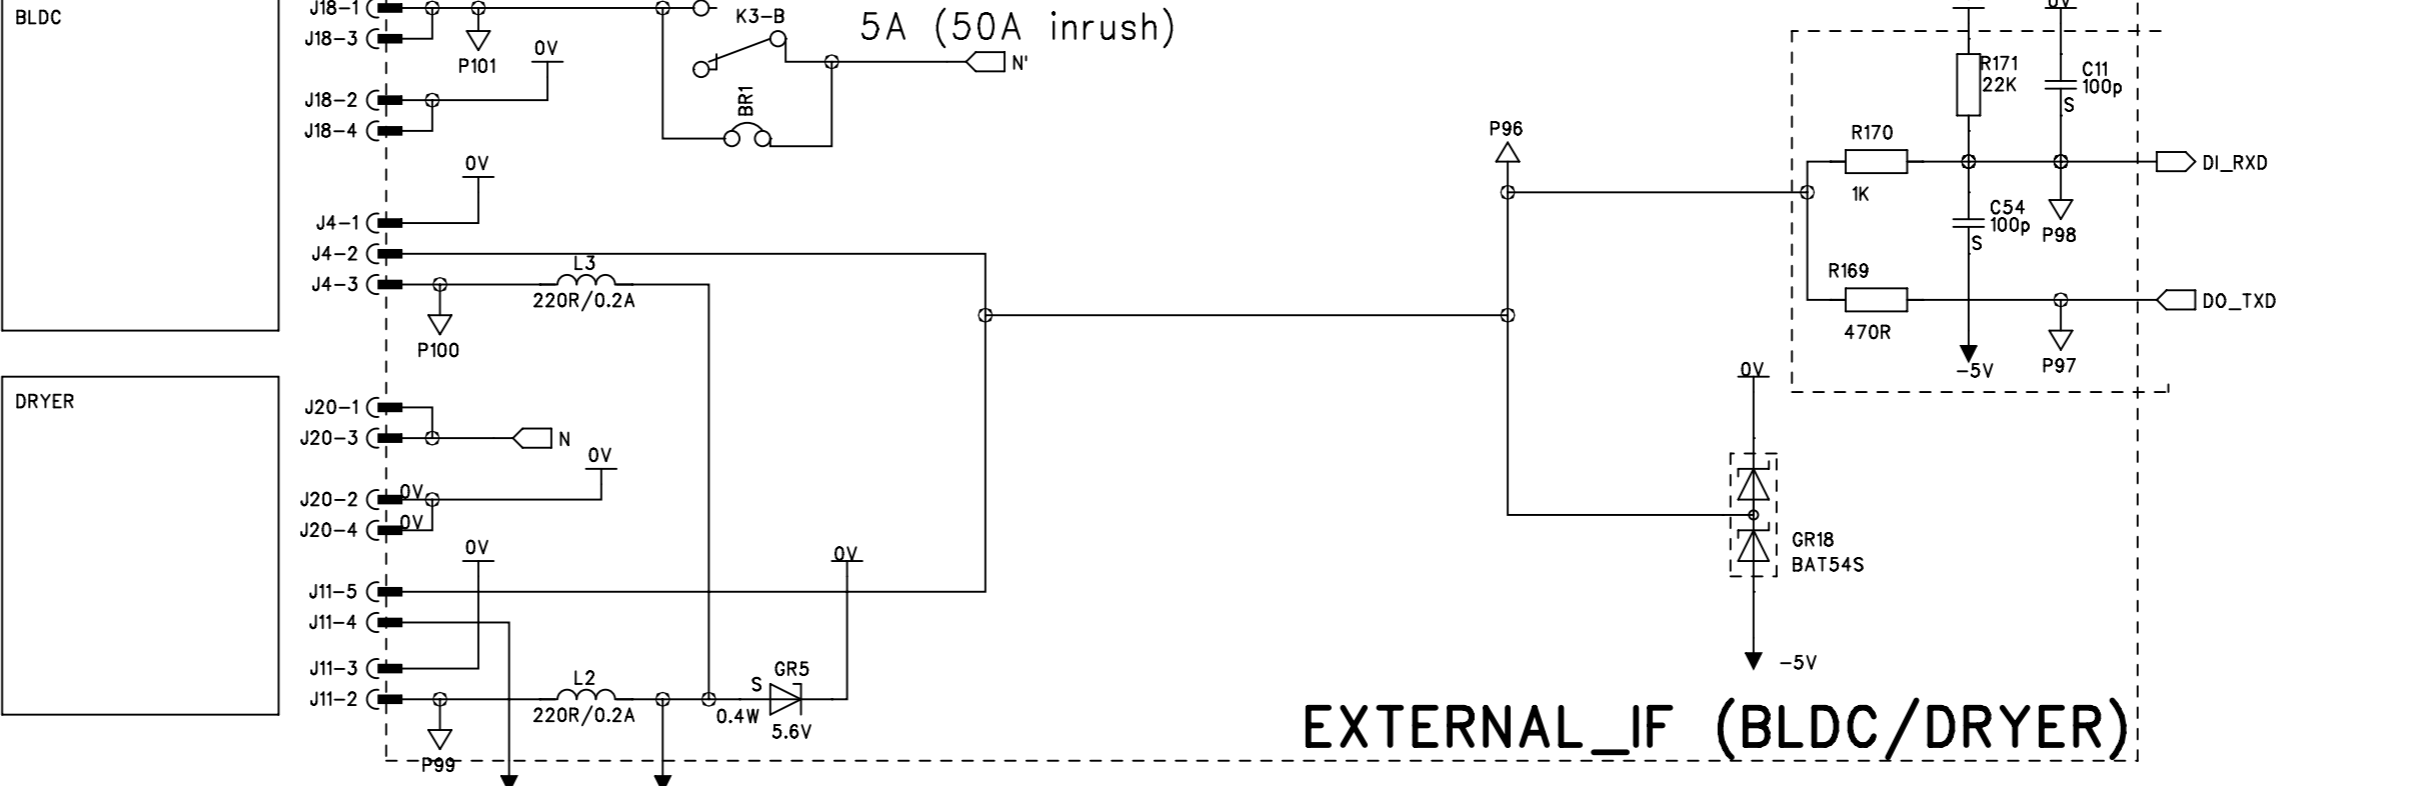 BLDC
J18-1
J18-3
P101
0V
K3-B
5A (50A inrush)
N'
J18-2
J18-4
BR1
0V
J4-1
J4-2
J4-3
L3
220R/0.2A
P100
P96
0V
R171
22K
C11
100p
S
R170
1K
DI_RXD
C54
100p
S
P98
R169
470R
DO_TXD
-5V
P97
DRYER
J20-1
J20-3
N
0V
J20-2
0V
J20-4
0V
0V
0V
0V
J11-5
J11-4
J11-3
J11-2
GR18
BAT54S
-5V
L2
220R/0.2A
S
GR5
0.4W
5.6V
P99
EXTERNAL_IF (BLDC/DRYER)